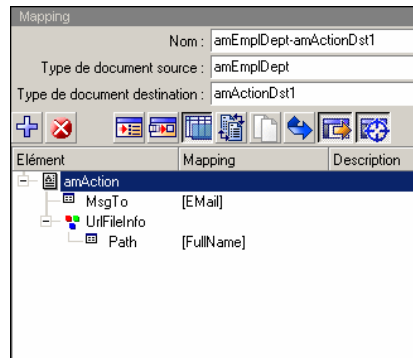 Mapping
Nom : amEmplDept-amActionDst1
Type de document source : amEmplDept
Type de document destination : amActionDst1
Elément Mapping Description
amAction
MsgTo [EMail]
UrlFileInfo
Path [FullName]